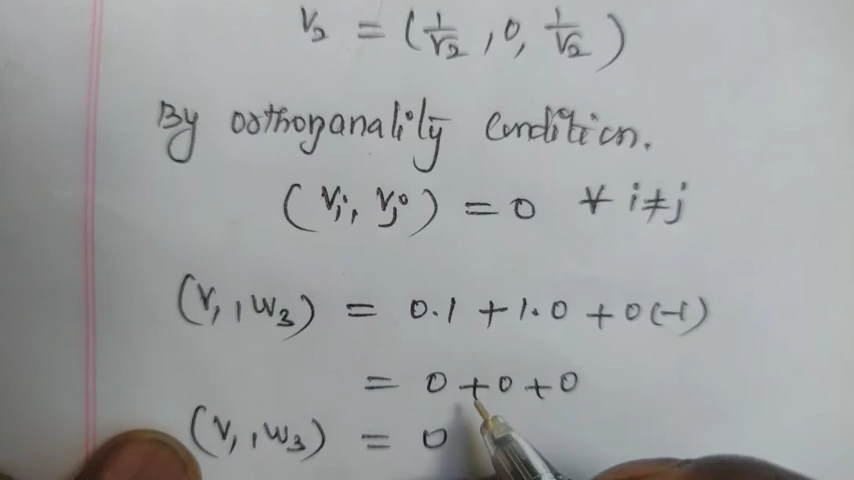 V₂ = (1/√2, 0, 1/√2)
By orthoganality condition.
(Vi, Vj) = 0 ∀ i≠j
(V₁, W₃) = 0.1 + 1.0 + 0(-1)
= 0 + 0 + 0
(V₁, W₃) = 0